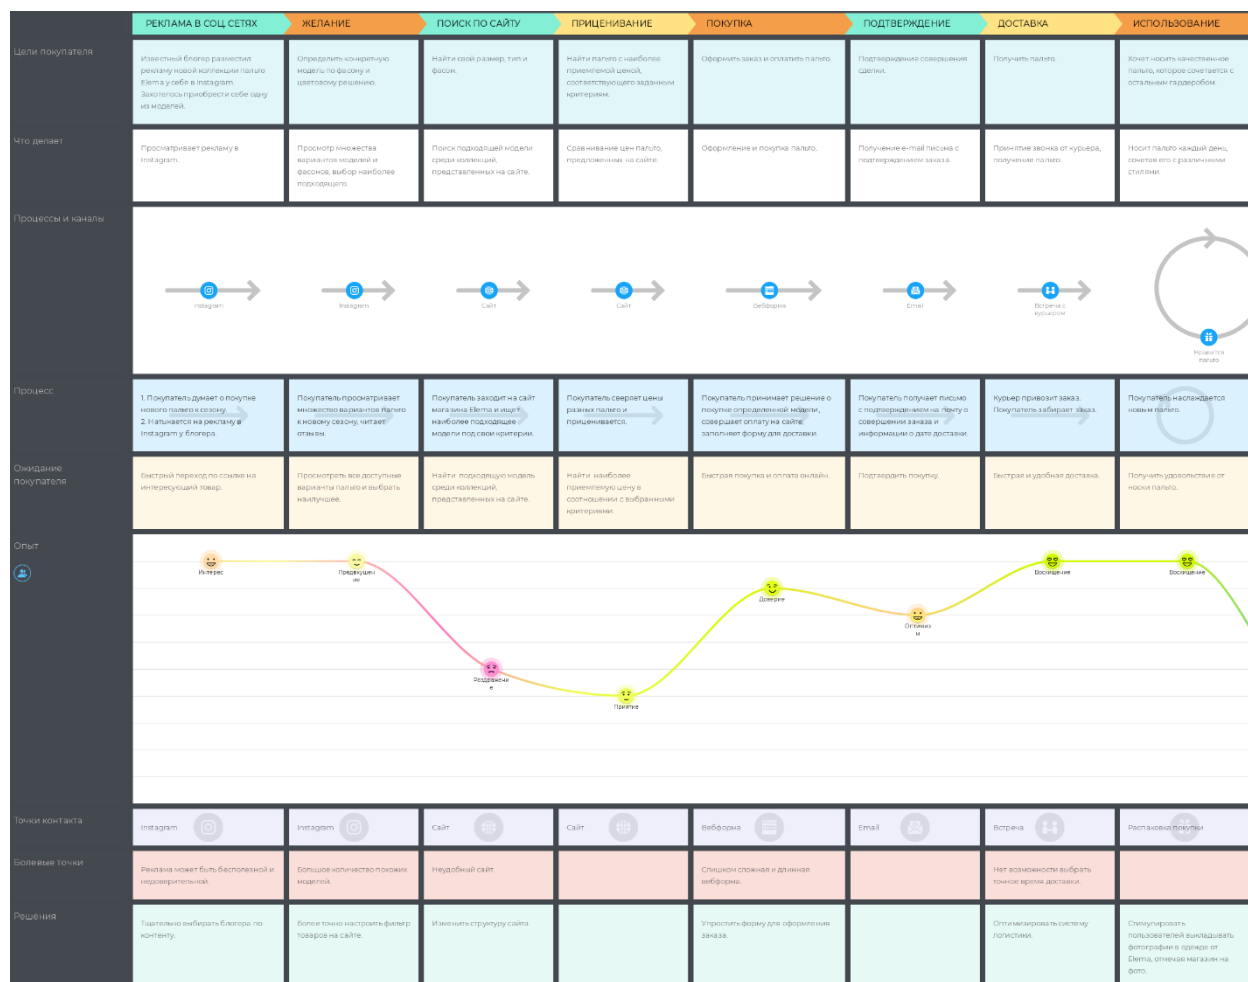 РЕКЛАМА В СОЦ. СЕТЯХ
ЖЕЛАНИЕ
ПОИСК ПО САЙТУ
ПРИЦЕНИВАНИЕ
ПОКУПКА
ПОДТВЕРЖДЕНИЕ
ДОСТАВКА
ИСПОЛЬЗОВАНИЕ
Цели покупателя
Известный блогер разместил
рекламу новой коллекции пальто
Elema у себя в Instagram.
Захотелось приобрести себе одну
из моделей.
Определить конкретную
модель по фасону и
цветовому решению.
Найти свой размер, тип и
фасон.
Найти пальто с наиболее
приемлемой ценой,
соответствующего заданным
критериям.
Оформить заказ и оплатить пальто.
Подтверждение совершения
сделки.
Получить пальто.
Хочет носить качественное
пальто, которое сочетается с
остальным гардеробом.
Что делает
Просматривает рекламу в
Instagram.
Просмотр множества
вариантов моделей и
фасонов, выбор наиболее
подходящего.
Поиск подходящей модели
среди коллекций,
представленных на сайте.
Сравнивание цен пальто,
предложенных на сайте.
Оформление и покупка пальто.
Получение e-mail письма с
подтверждением заказа.
Принятие звонка от курьера,
получение пальто.
Носит пальто каждый день,
сочетая его с различными
стилями.
Процессы и каналы
Instagram
Instagram
Сайт
Сайт
Вебформа
Email
Встреча с
курьером
Нравится
пальто
Процесс
1. Покупатель думает о покупке
нового пальто к сезону.
2. Натыкается на рекламу в
Instagram у блогера.
Покупатель просматривает
множество вариантов пальто
к новому сезону, читает
отзывы.
Покупатель заходит на сайт
магазина Elema и ищет
наиболее подходящее
модели под свои критерии.
Покупатель сверяет цены
разных пальто и
приценивается.
Покупатель принимает решение о
покупке определенной модели,
совершает оплату на сайте,
заполняет форму для доставки.
Покупатель получает письмо
с подтверждением на почту о
совершении заказа и
информации о дате доставки.
Курьер привозит заказ.
Покупатель забирает заказ.
Покупатель наслаждается
новым пальто.
Ожидание
покупателя
Быстрый переход по ссылке на
интересующий товар.
Просмотреть все доступные
варианты пальто и выбрать
наилучшее.
Найти подходящую модель
среди коллекций,
представленных на сайте.
Найти наиболее
приемлемую цену в
соотношении с выбранными
критериями.
Быстрая покупка и оплата онлайн.
Подтвердить покупку.
Быстрая и удобная доставка.
Получить удовольствие от
носки пальто.
Опыт
Интерес
Предвкушен
ие
Раздражени
е
Приятие
Доверие
Оптимиз
м
Восхищение
Восхищение
Точки контакта
Instagram
Instagram
Сайт
Сайт
Вебформа
Email
Встреча
Распаковка покупки
Болевые точки
Реклама может быть бесполезной и
недоверительной.
Большое количество похожих
моделей.
Неудобный сайт.
Слишком сложная и длинная
вебформа.
Нет возможности выбрать
точное время доставки.
Решения
Тщательно выбирать блогера по
контенту.
Более точно настроить фильтр
товаров на сайте.
Изменить структуру сайта.
Упростить форму для оформления
заказа.
Оптимизировать систему
логистики.
Стимулировать
пользователей выкладывать
фотографии в одежде от
Elema, отмечая магазин на
фото.